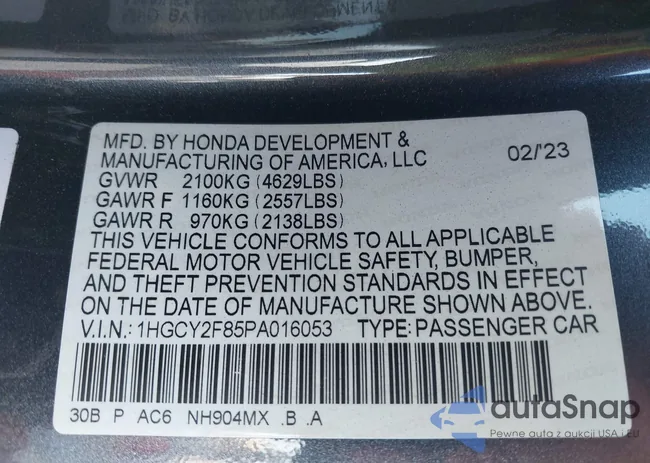 MFD. BY HONDA DEVELOPMENT &
MANUFACTURING OF AMERICA, LLC 02/'23
GVWR 2100KG (4629LBS)
GAWR F 1160KG (2557LBS)
GAWR R 970KG (2138LBS)
THIS VEHICLE CONFORMS TO ALL APPLICABLE
FEDERAL MOTOR VEHICLE SAFETY, BUMPER,
AND THEFT PREVENTION STANDARDS IN EFFECT
ON THE DATE OF MANUFACTURE SHOWN ABOVE.
V.I.N.: 1HGCY2F85PA016053 TYPE: PASSENGER CAR
30B P AC6 NH904MX .B .A
autaSnap
Pewne auta z aukcji USA i EU